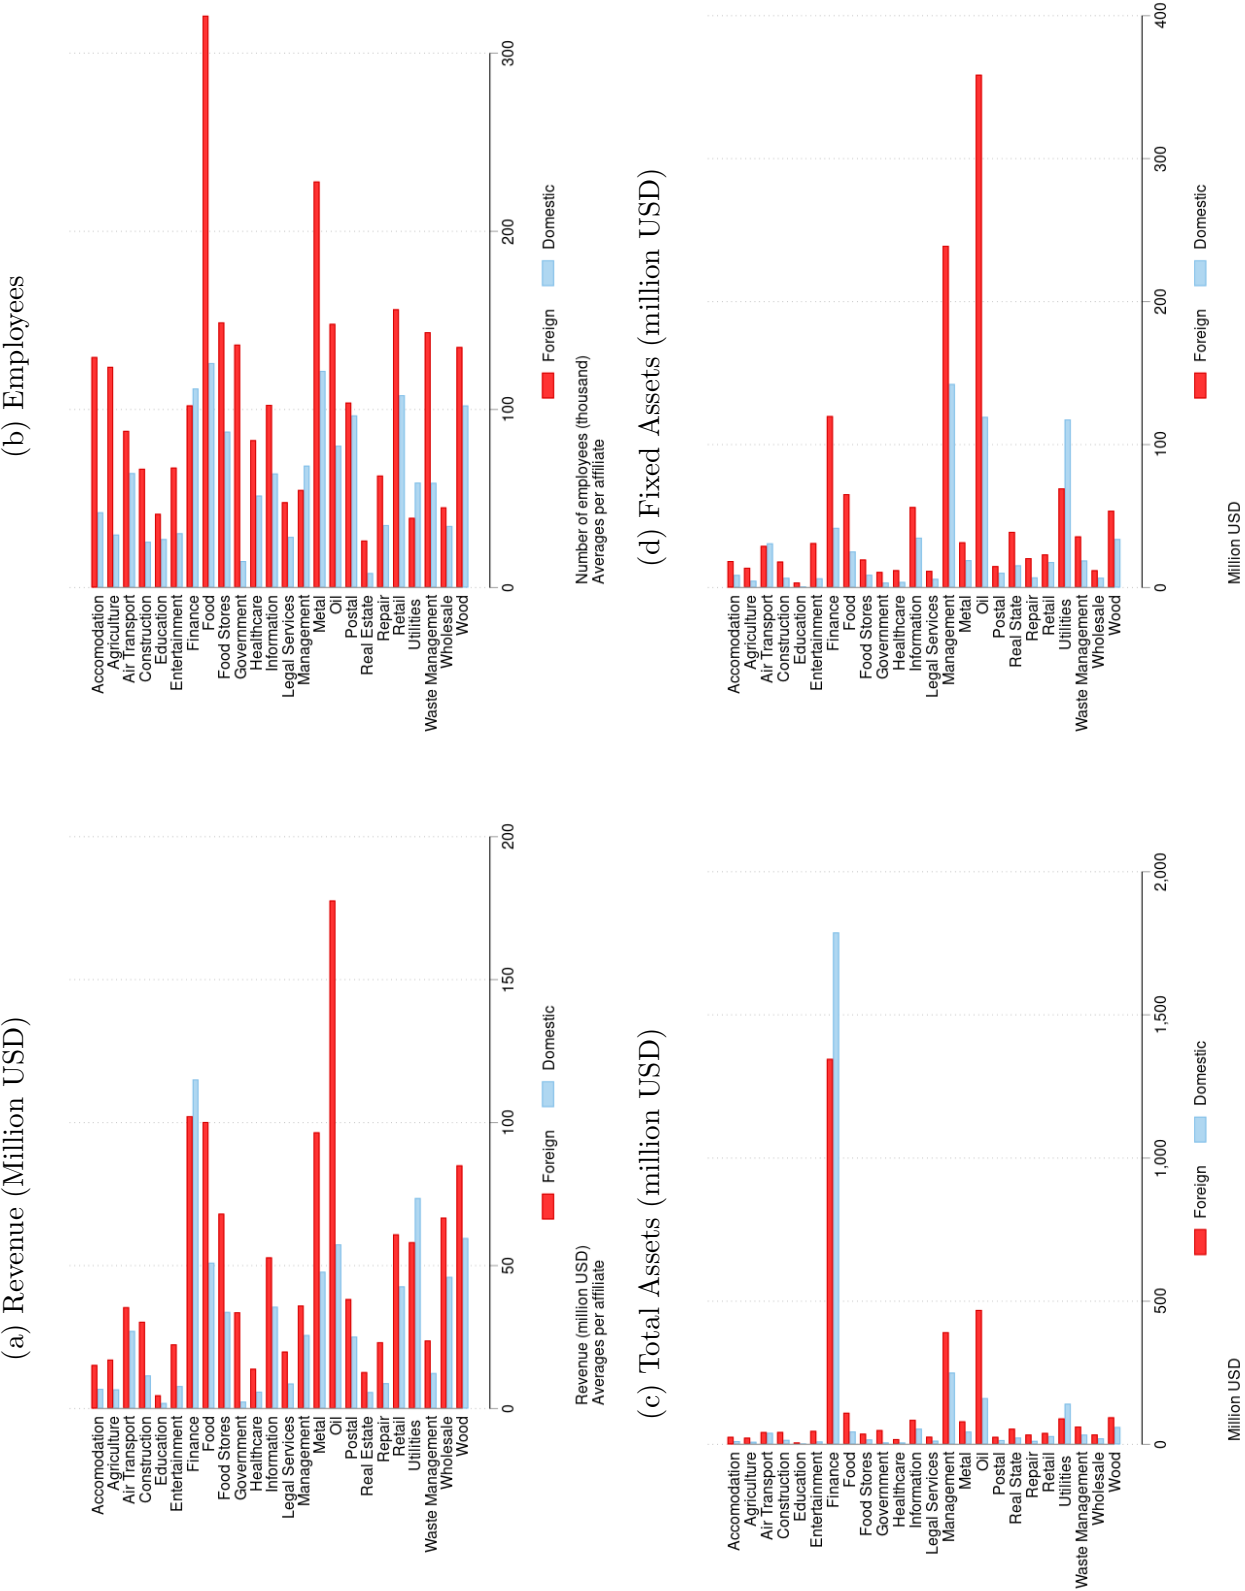 (a) Revenue (Million USD)
Accomodation
Agriculture
Air Transport
Construction
Education
Entertainment
Finance
Food
Food Stores
Government
Healthcare
Information
Legal Services
Management
Metal
Oil
Postal
Real Estate
Repair
Retail
Utilities
Waste Management
Wholesale
Wood
0 50 100 150 200
Foreign Domestic
Revenue (million USD)
Averages per affiliate
(b) Employees
Accomodation
Agriculture
Air Transport
Construction
Education
Entertainment
Finance
Food
Food Stores
Government
Healthcare
Information
Legal Services
Management
Metal
Oil
Postal
Real Estate
Repair
Retail
Utilities
Waste Management
Wholesale
Wood
0 100 200 300
Foreign Domestic
Number of employees (thousand)
Averages per affiliate
(c) Total Assets (million USD)
Accomodation
Agriculture
Air Transport
Construction
Education
Entertainment
Finance
Food
Food Stores
Government
Healthcare
Information
Legal Services
Management
Metal
Oil
Postal
Real State
Repair
Retail
Utilities
Waste Management
Wholesale
Wood
0 500 1,000 1,500 2,000
Foreign Domestic
Million USD
(d) Fixed Assets (million USD)
Accomodation
Agriculture
Air Transport
Construction
Education
Entertainment
Finance
Food
Food Stores
Government
Healthcare
Information
Legal Services
Management
Metal
Oil
Postal
Real State
Repair
Retail
Utilities
Waste Management
Wholesale
Wood
0 100 200 300 400
Foreign Domestic
Million USD